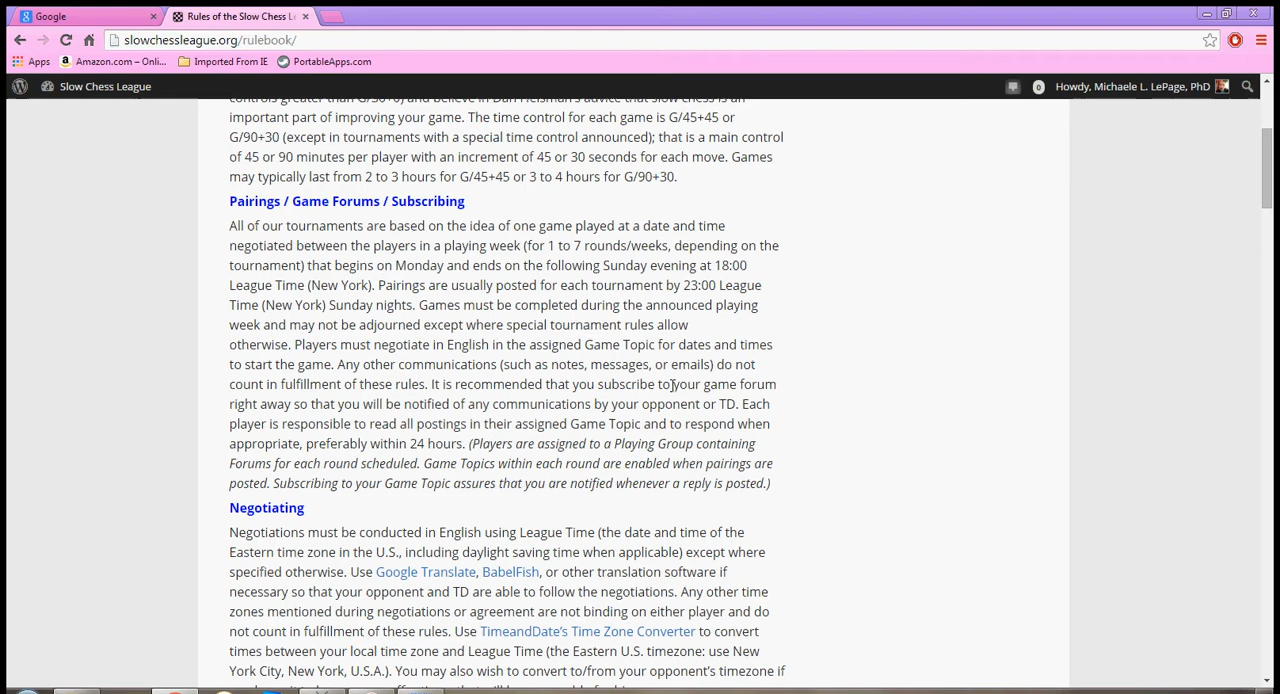 Google
Rules of the Slow Chess L
slowchessleague.org/rulebook/
Apps
Amazon.com – Onli...
Imported From IE
PortableApps.com
Slow Chess League
0
Howdy, Michaele L. LePage, PhD
controls greater than G/30+0) and believe in Dan Heisman's advice that slow chess is an
important part of improving your game. The time control for each game is G/45+45 or
G/90+30 (except in tournaments with a special time control announced); that is a main control
of 45 or 90 minutes per player with an increment of 45 or 30 seconds for each move. Games
may typically last from 2 to 3 hours for G/45+45 or 3 to 4 hours for G/90+30.
Pairings / Game Forums / Subscribing
All of our tournaments are based on the idea of one game played at a date and time
negotiated between the players in a playing week (for 1 to 7 rounds/weeks, depending on the
tournament) that begins on Monday and ends on the following Sunday evening at 18:00
League Time (New York). Pairings are usually posted for each tournament by 23:00 League
Time (New York) Sunday nights. Games must be completed during the announced playing
week and may not be adjourned except where special tournament rules allow
otherwise. Players must negotiate in English in the assigned Game Topic for dates and times
to start the game. Any other communications (such as notes, messages, or emails) do not
count in fulfillment of these rules. It is recommended that you subscribe to your game forum
right away so that you will be notified of any communications by your opponent or TD. Each
player is responsible to read all postings in their assigned Game Topic and to respond when
appropriate, preferably within 24 hours. (Players are assigned to a Playing Group containing
Forums for each round scheduled. Game Topics within each round are enabled when pairings are
posted. Subscribing to your Game Topic assures that you are notified whenever a reply is posted.)
Negotiating
Negotiations must be conducted in English using League Time (the date and time of the
Eastern time zone in the U.S., including daylight saving time when applicable) except where
specified otherwise. Use Google Translate, BabelFish, or other translation software if
necessary so that your opponent and TD are able to follow the negotiations. Any other time
zones mentioned during negotiations or agreement are not binding on either player and do
not count in fulfillment of these rules. Use TimeandDate's Time Zone Converter to convert
times between your local time zone and League Time (the Eastern U.S. timezone: use New
York City, New York, U.S.A.). You may also wish to convert to/from your opponent's timezone if